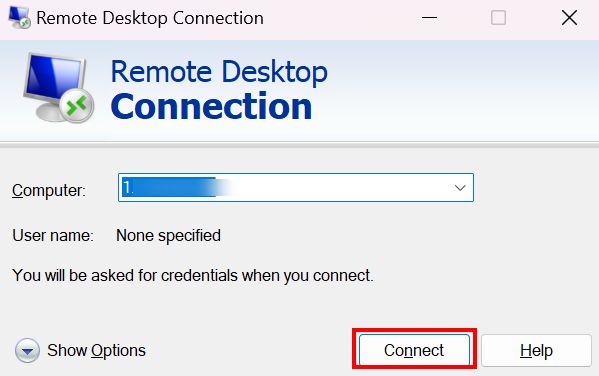 Remote Desktop Connection
Remote Desktop
Connection
Computer:
1.
User name: None specified
You will be asked for credentials when you connect.
Show Options
Connect
Help